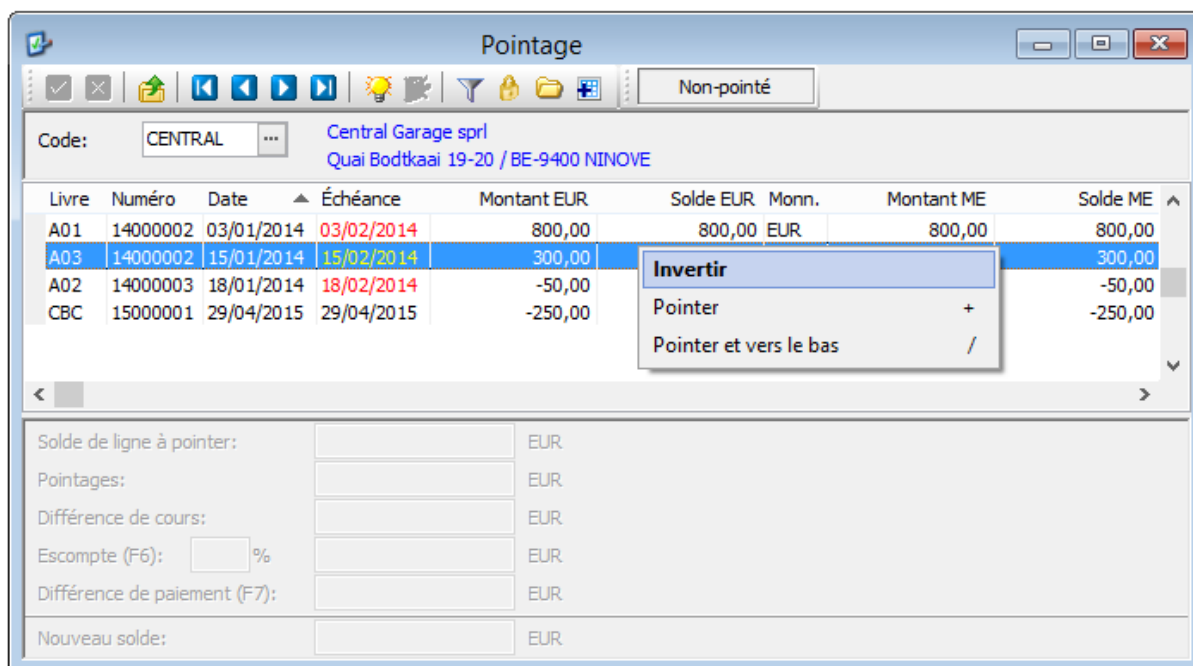 Pointage
Non-pointé
Code: CENTRAL ... Central Garage sprl
Quai Bodtkaai 19-20 / BE-9400 NINOVE
Livre Numéro Date Échéance Montant EUR Solde EUR Monn. Montant ME Solde ME
A01 14000002 03/01/2014 03/02/2014 800,00 800,00 EUR 800,00 800,00
A03 14000002 15/01/2014 15/02/2014 300,00 300,00
A02 14000003 18/01/2014 18/02/2014 -50,00 -50,00
CBC 15000001 29/04/2015 29/04/2015 -250,00 -250,00
Invertir
Pointer +
Pointer et vers le bas /
Solde de ligne à pointer: EUR
Pointages: EUR
Différence de cours: EUR
Escompte (F6): % EUR
Différence de paiement (F7): EUR
Nouveau solde: EUR